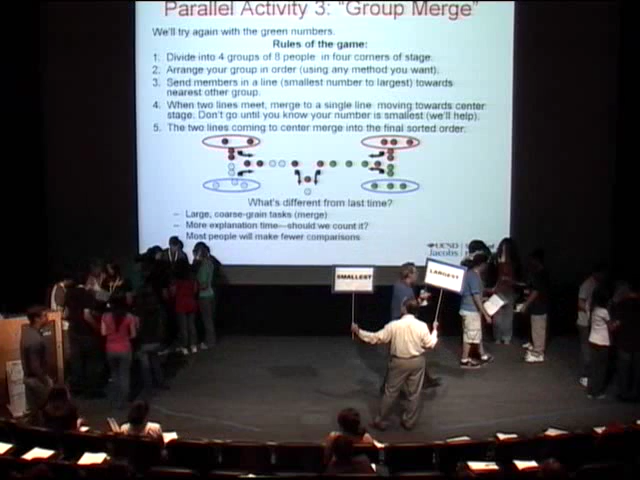 Parallel Activity 3: "Group Merge"
We'll try again with the green numbers.
Rules of the game:
1. Divide into 4 groups of 8 people in four corners of stage.
2. Arrange your group in order (using any method you want).
3. Send members in a line (smallest number to largest) towards
nearest other group.
4. When two lines meet, merge to a single line moving towards center
stage. Don't go until you know your number is smallest (we'll help).
5. The two lines coming to center merge into the final sorted order.
What's different from last time?
– Large, coarse-grain tasks (merge)
– More explanation time—should we count it?
– Most people will make fewer comparisons
UCSD
Jacobs
SMALLEST
LARGEST